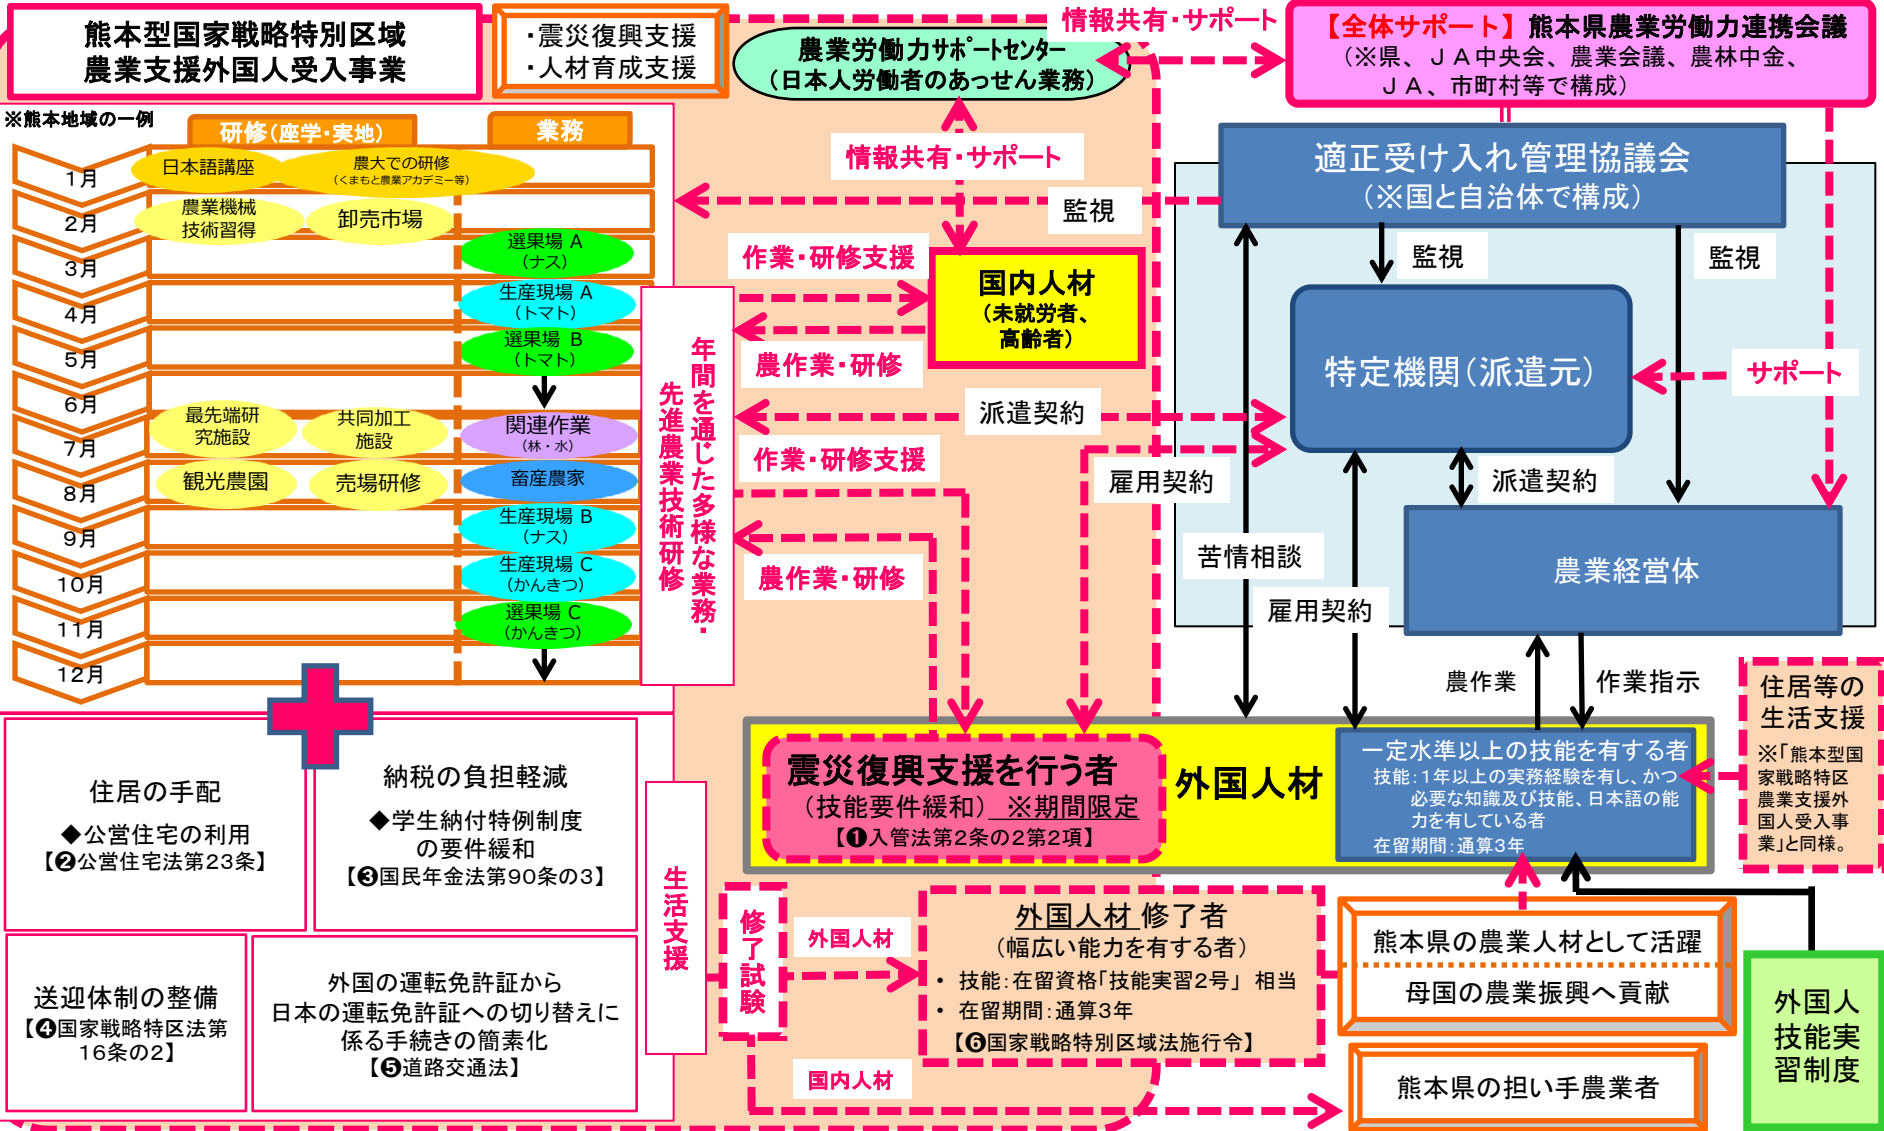 熊本型国家戦略特別区域
農業支援外国人受入事業
・震災復興支援
・人材育成支援
農業労働力サポートセンター
（日本人労働者のあっせん業務）
情報共有・サポート
【全体サポート】熊本県農業労働力連携会議
（※県、ＪＡ中央会、農業会議、農林中金、
ＪＡ、市町村等で構成）
※熊本地域の一例
研修（座学・実地）
業務
1月
日本語講座
農大での研修
（くまもと農業アカデミー等）
2月
農業機械
技術習得
卸売市場
3月
選果場 A
（ナス）
4月
生産現場 A
（トマト）
5月
選果場 B
（トマト）
6月
7月
最先端研
究施設
共同加工
施設
関連作業
（林・水）
8月
観光農園
売場研修
畜産農家
9月
生産現場 B
（ナス）
10月
生産現場 C
（かんきつ）
11月
選果場 C
（かんきつ）
12月
年間を通じた多様な業務・
先進農業技術研修
情報共有・サポート
監視
作業・研修支援
国内人材
（未就労者、
高齢者）
農作業・研修
派遣契約
作業・研修支援
雇用契約
農作業・研修
適正受け入れ管理協議会
（※国と自治体で構成）
監視
監視
特定機関（派遣元）
サポート
派遣契約
苦情相談
雇用契約
農業経営体
農作業
作業指示
住居等の
生活支援
※「熊本型国
家戦略特区
農業支援外
国人受入事
業」と同様。
震災復興支援を行う者
（技能要件緩和）※期間限定
【❶入管法第2条の2第2項】
外国人材
一定水準以上の技能を有する者
技能：1年以上の実務経験を有し、かつ
必要な知識及び技能、日本語の能
力を有している者
在留期間：通算3年
住居の手配
◆公営住宅の利用
【❷公営住宅法第23条】
納税の負担軽減
◆学生納付特例制度
の要件緩和
【❸国民年金法第90条の3】
送迎体制の整備
【❹国家戦略特区法第
16条の2】
外国の運転免許証から
日本の運転免許証への切り替えに
係る手続きの簡素化
【❺道路交通法】
生活支援
修了試験
外国人材
国内人材
外国人材 修了者
（幅広い能力を有する者）
・ 技能：在留資格「技能実習2号」 相当
・ 在留期間：通算3年
【❻国家戦略特別区域法施行令】
熊本県の農業人材として活躍
母国の農業振興へ貢献
熊本県の担い手農業者
外国人
技能実
習制度